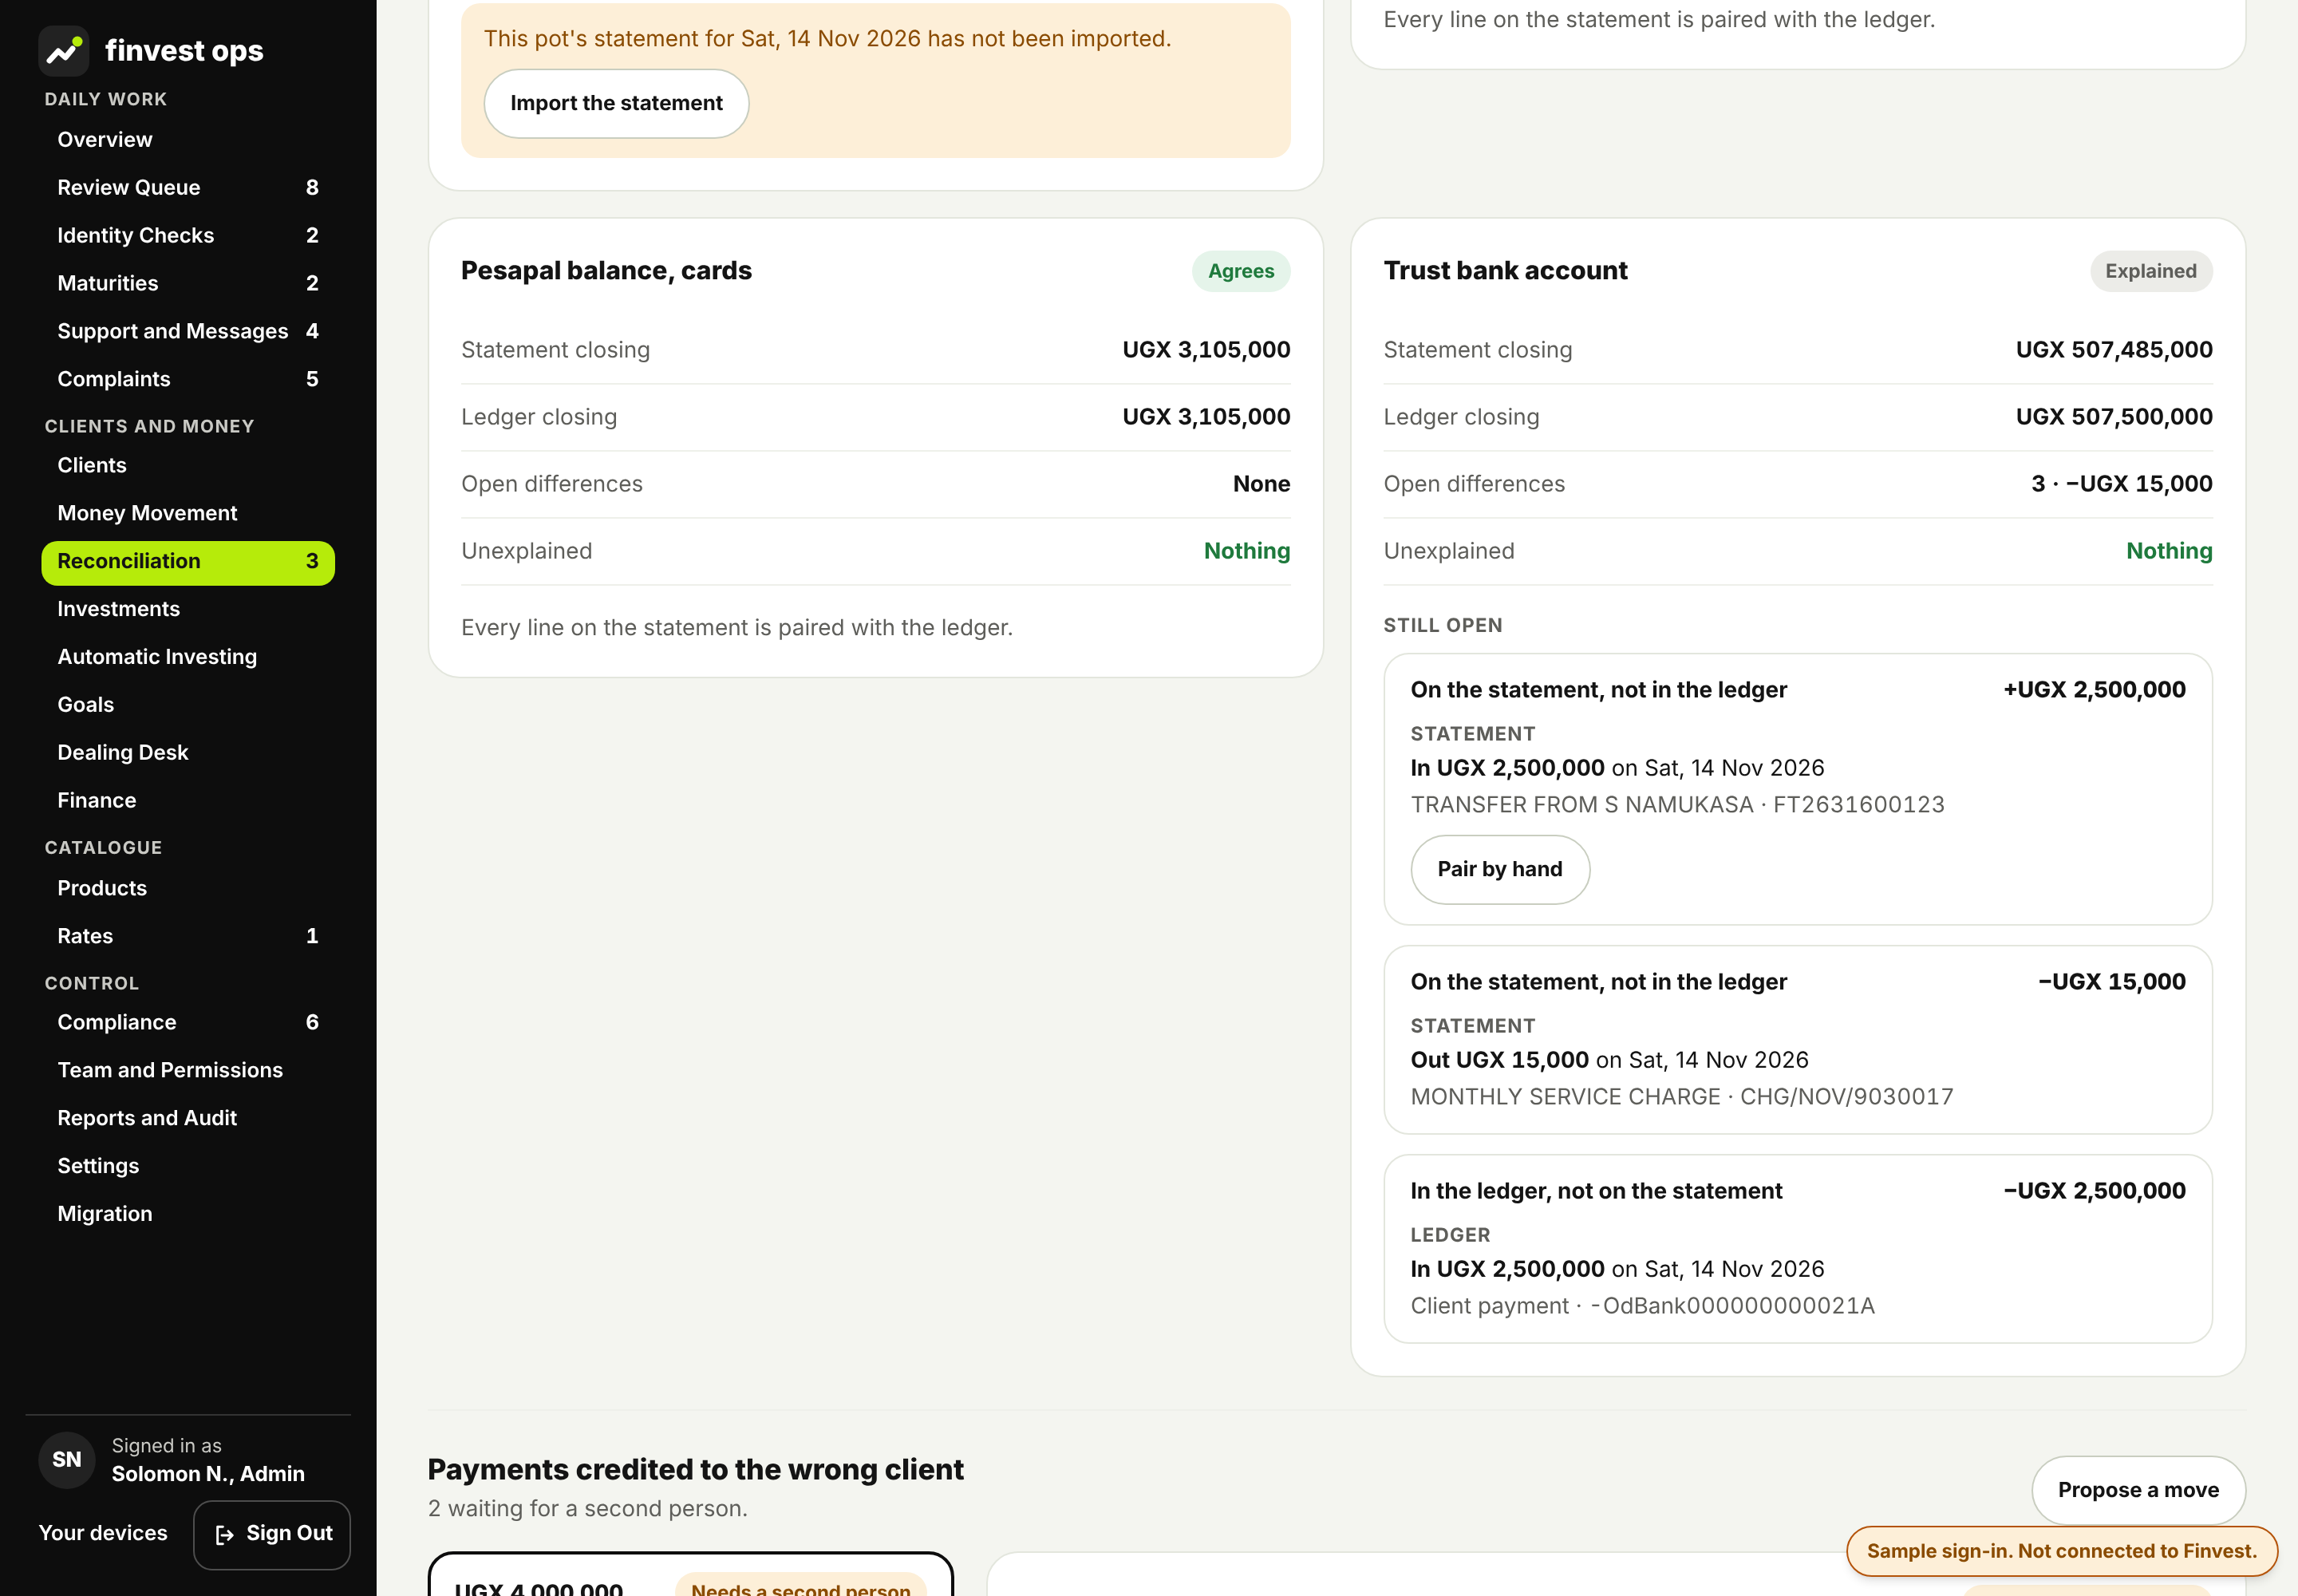 finvest ops
DAILY WORK
Overview
Review Queue 8
Identity Checks 2
Maturities 2
Support and Messages 4
Complaints 5
CLIENTS AND MONEY
Clients
Money Movement
Reconciliation 3
Investments
Automatic Investing
Goals
Dealing Desk
Finance
CATALOGUE
Products
Rates 1
CONTROL
Compliance 6
Team and Permissions
Reports and Audit
Settings
Migration
SN
Signed in as
Solomon N., Admin
Your devices
Sign Out
This pot's statement for Sat, 14 Nov 2026 has not been imported.
Import the statement
Every line on the statement is paired with the ledger.
Pesapal balance, cards
Agrees
Statement closing UGX 3,105,000
Ledger closing UGX 3,105,000
Open differences None
Unexplained Nothing
Every line on the statement is paired with the ledger.
Trust bank account
Explained
Statement closing UGX 507,485,000
Ledger closing UGX 507,500,000
Open differences 3 · −UGX 15,000
Unexplained Nothing
STILL OPEN
On the statement, not in the ledger +UGX 2,500,000
STATEMENT
In UGX 2,500,000 on Sat, 14 Nov 2026
TRANSFER FROM S NAMUKASA · FT2631600123
Pair by hand
On the statement, not in the ledger −UGX 15,000
STATEMENT
Out UGX 15,000 on Sat, 14 Nov 2026
MONTHLY SERVICE CHARGE · CHG/NOV/9030017
In the ledger, not on the statement −UGX 2,500,000
LEDGER
In UGX 2,500,000 on Sat, 14 Nov 2026
Client payment · -OdBank000000000021A
Payments credited to the wrong client
2 waiting for a second person.
Propose a move
UGX 4,000,000 Needs a second person
Sample sign-in. Not connected to Finvest.